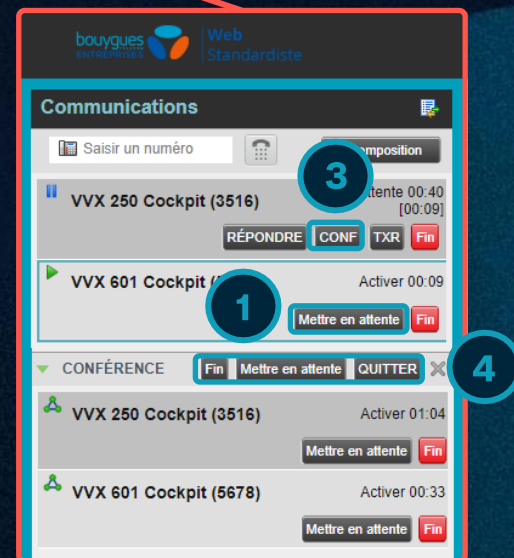 bouygues
ENTREPRISES
Web
Standardiste
Communications
Saisir un numéro
mposition
3
VVX 250 Cockpit (3516)
ttente 00:40
[00:09]
RÉPONDRE CONF TXR Fin
VVX 601 Cockpit (
Activer 00:09
1
Mettre en attente Fin
CONFÉRENCE Fin Mettre en attente QUITTER
4
VVX 250 Cockpit (3516) Activer 01:04
Mettre en attente Fin
VVX 601 Cockpit (5678) Activer 00:33
Mettre en attente Fin